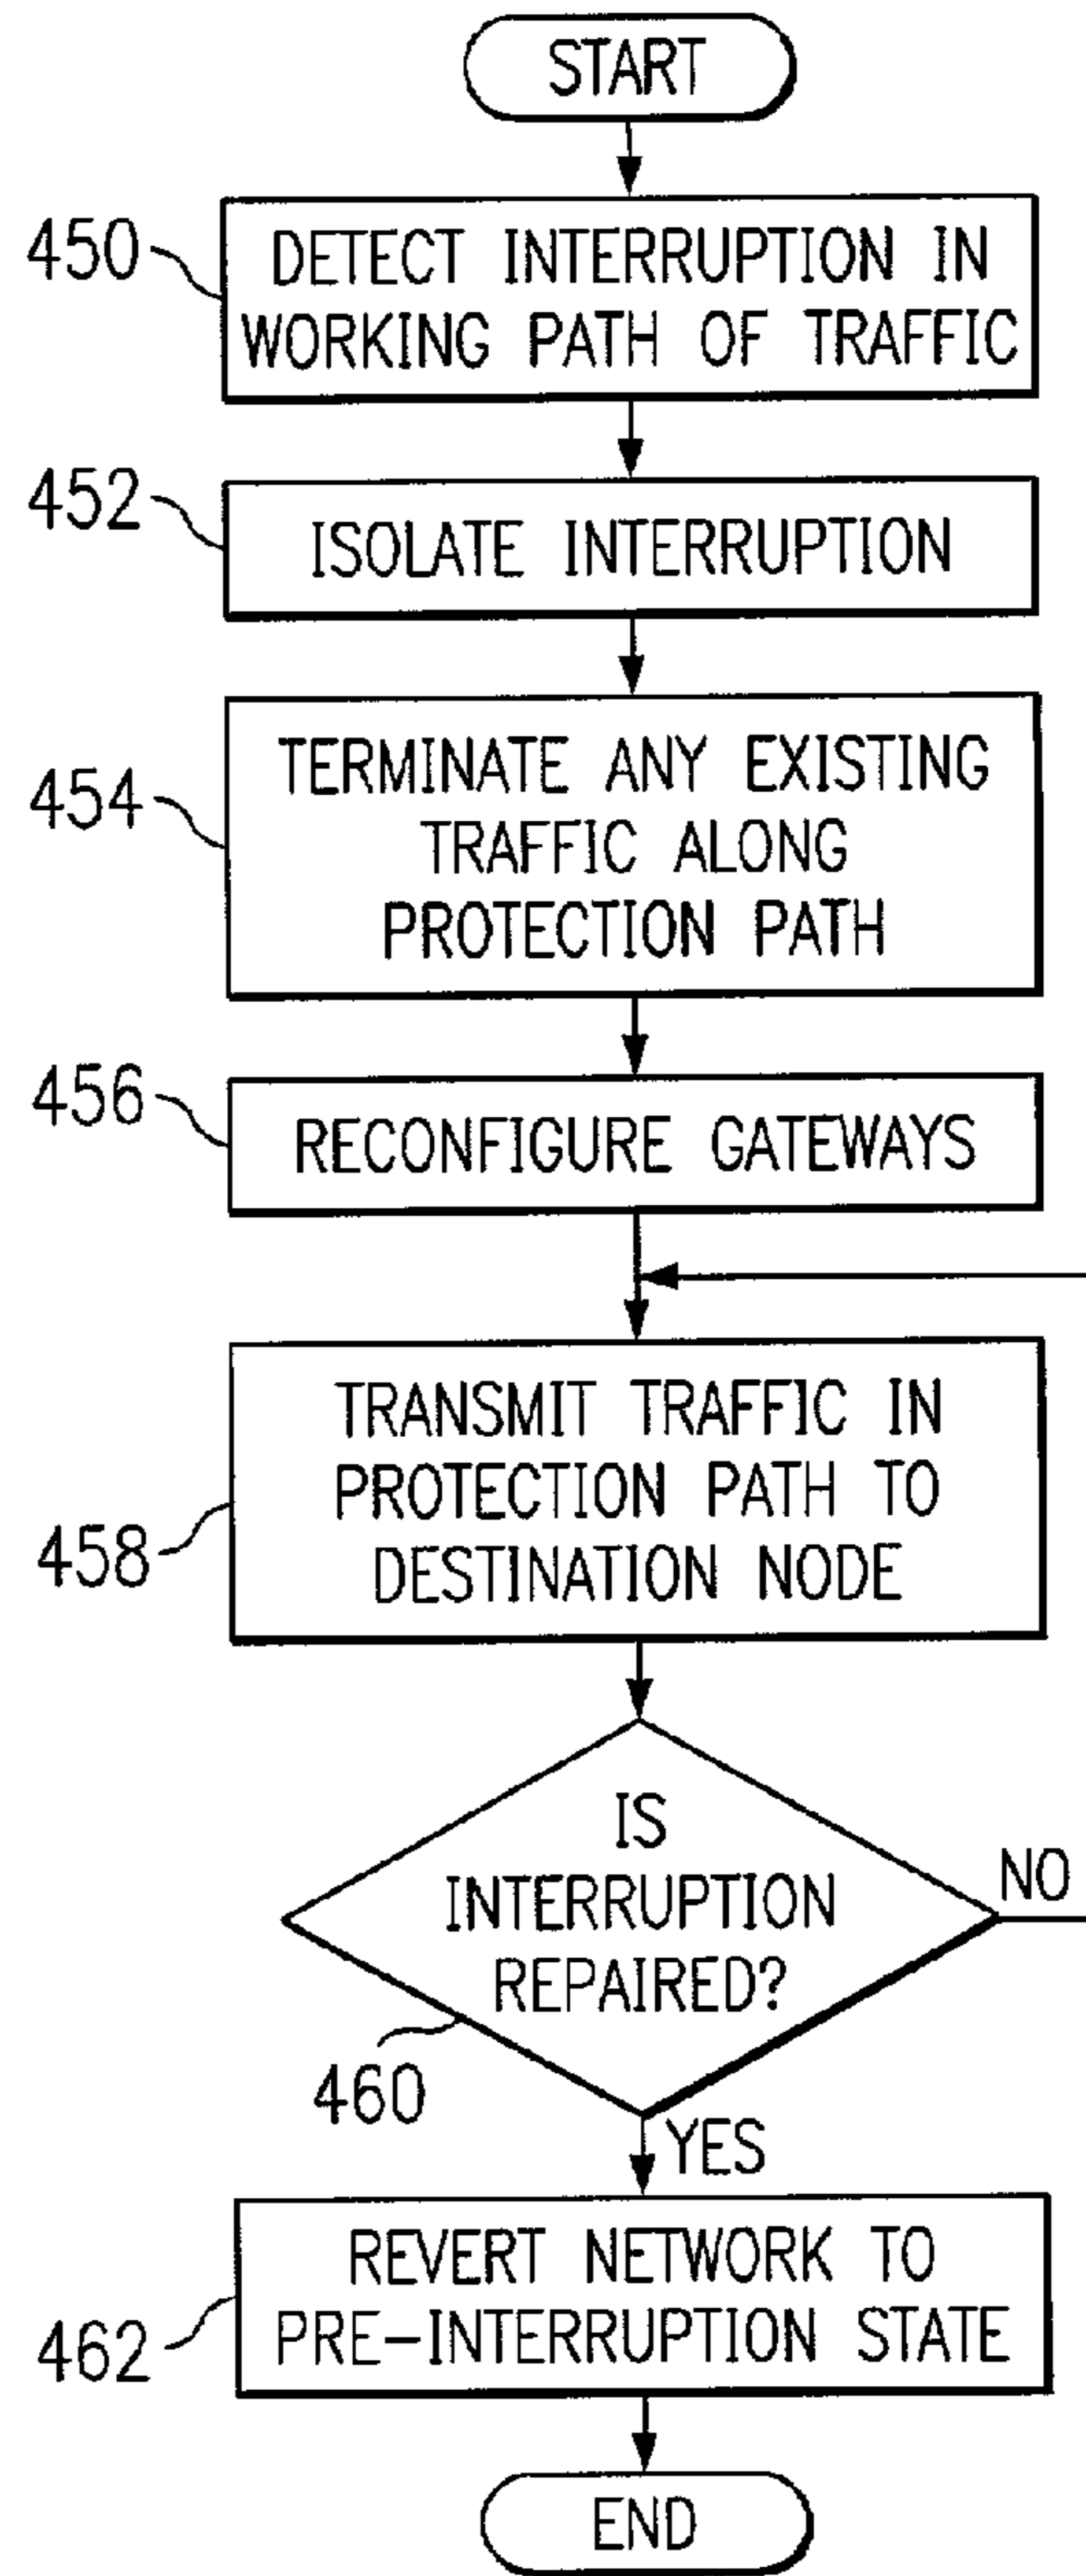 START
450
DETECT INTERRUPTION IN
WORKING PATH OF TRAFFIC
452
ISOLATE INTERRUPTION
454
TERMINATE ANY EXISTING
TRAFFIC ALONG
PROTECTION PATH
456
RECONFIGURE GATEWAYS
458
TRANSMIT TRAFFIC IN
PROTECTION PATH TO
DESTINATION NODE
IS
INTERRUPTION
REPAIRED?
NO
460
YES
462
REVERT NETWORK TO
PRE-INTERRUPTION STATE
END